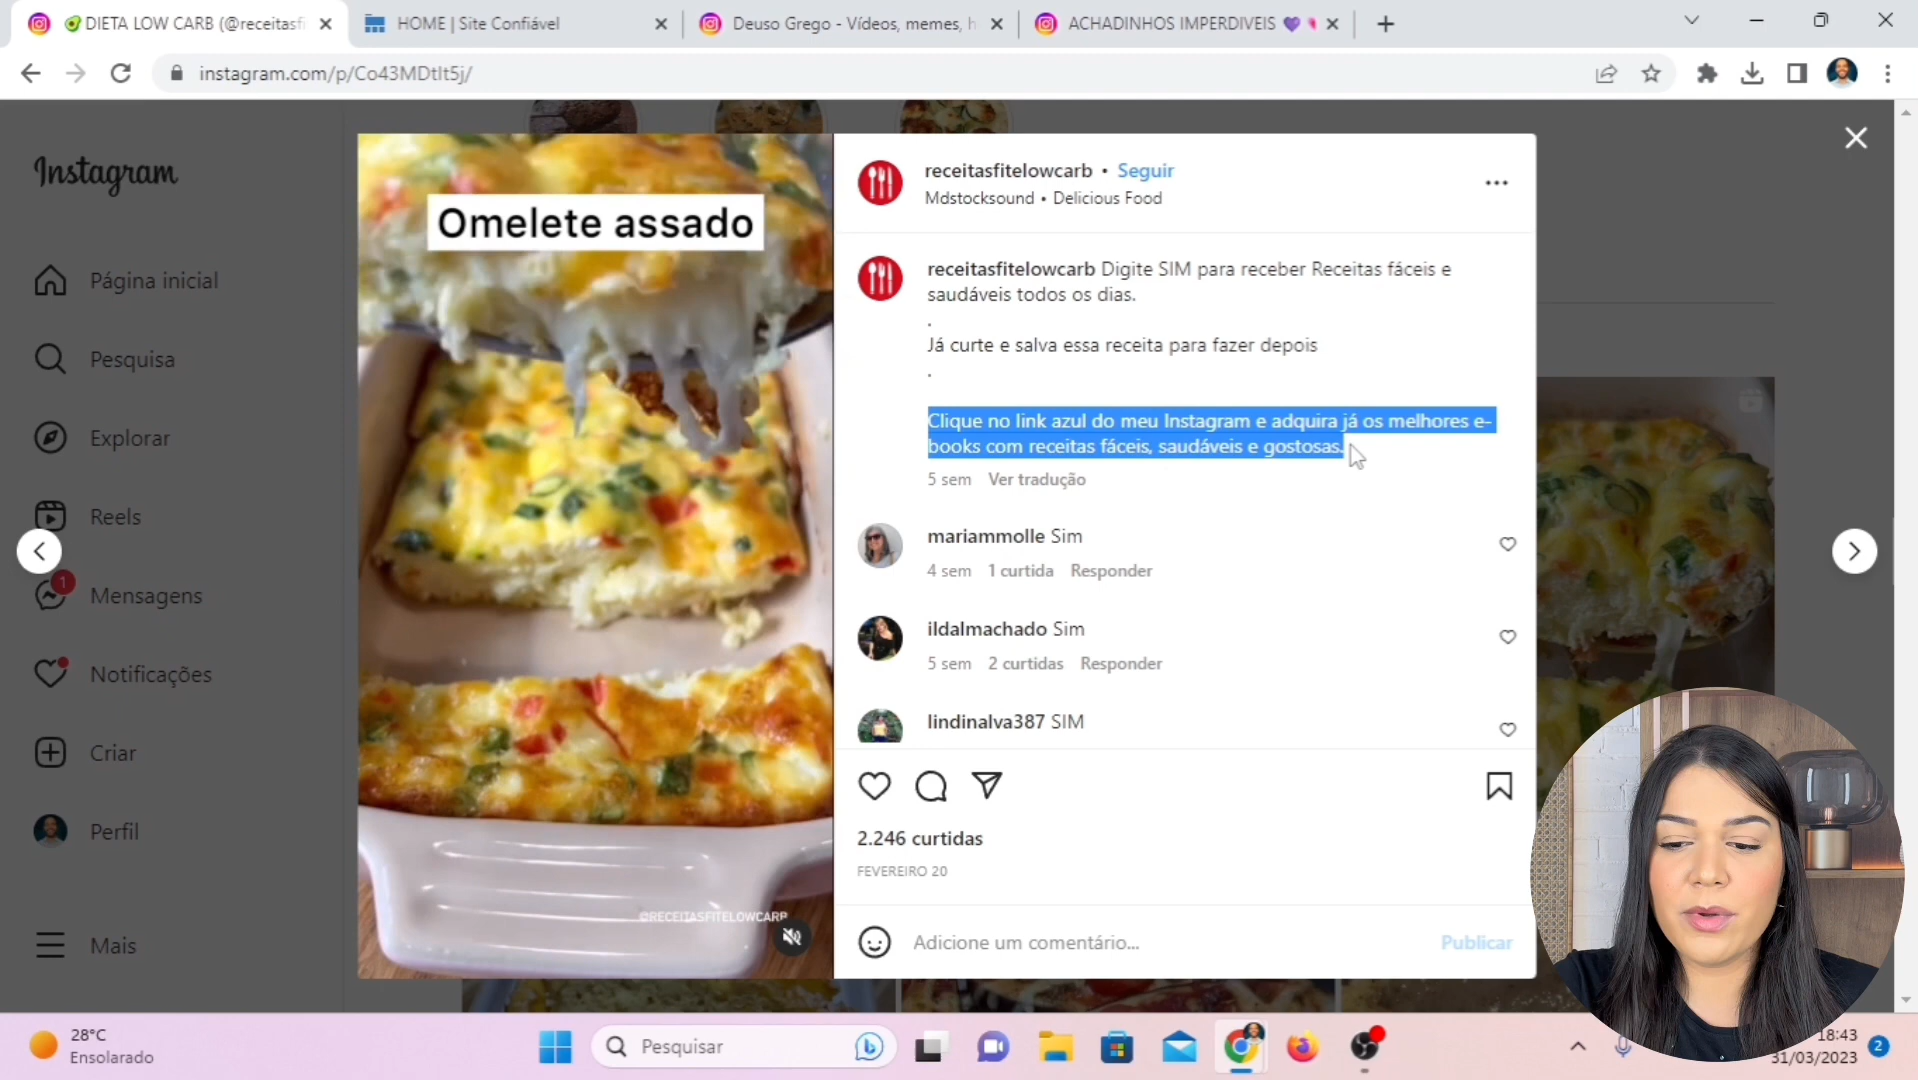 DIETA LOW CARB (@receitasfi
HOME | Site Confiável
Deuso Grego - Vídeos, memes, h
ACHADINHOS IMPERDIVEIS
instagram.com/p/Co43MDtIt5j/
Instagram
Página inicial
Pesquisa
Explorar
Reels
1
Mensagens
Notificações
Criar
Perfil
Mais
Omelete assado
@RECEITASFITELOWCARB
receitasfitelowcarb • Seguir
Mdstocksound • Delicious Food
receitasfitelowcarb Digite SIM para receber Receitas fáceis e
saudáveis todos os dias.
.
Já curte e salva essa receita para fazer depois
.
Clique no link azul do meu Instagram e adquira já os melhores e-
books com receitas fáceis, saudáveis e gostosas.
5 sem Ver tradução
mariammolle Sim
4 sem 1 curtida Responder
ildalmachado Sim
5 sem 2 curtidas Responder
lindinalva387 SIM
2.246 curtidas
FEVEREIRO 20
Adicione um comentário...
Publicar
28°C
Ensolarado
Pesquisar
18:43
31/03/2023
2